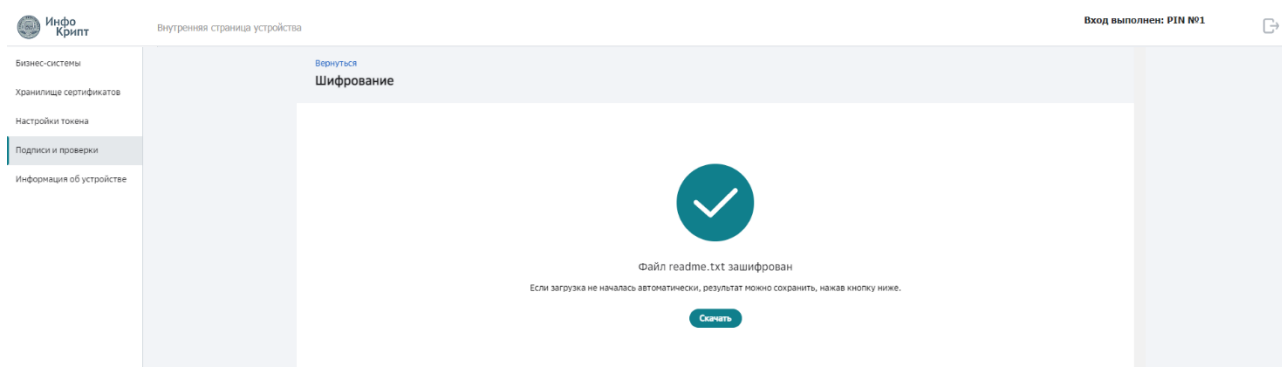 Инфо
Крипт
Внутренняя страница устройства
Вход выполнен: PIN №1
Бизнес-системы
Хранилище сертификатов
Настройки токена
Подписи и проверки
Информация об устройстве
Вернуться
Шифрование
Файл readme.txt зашифрован
Если загрузка не началась автоматически, результат можно сохранить, нажав кнопку ниже.
Скачать